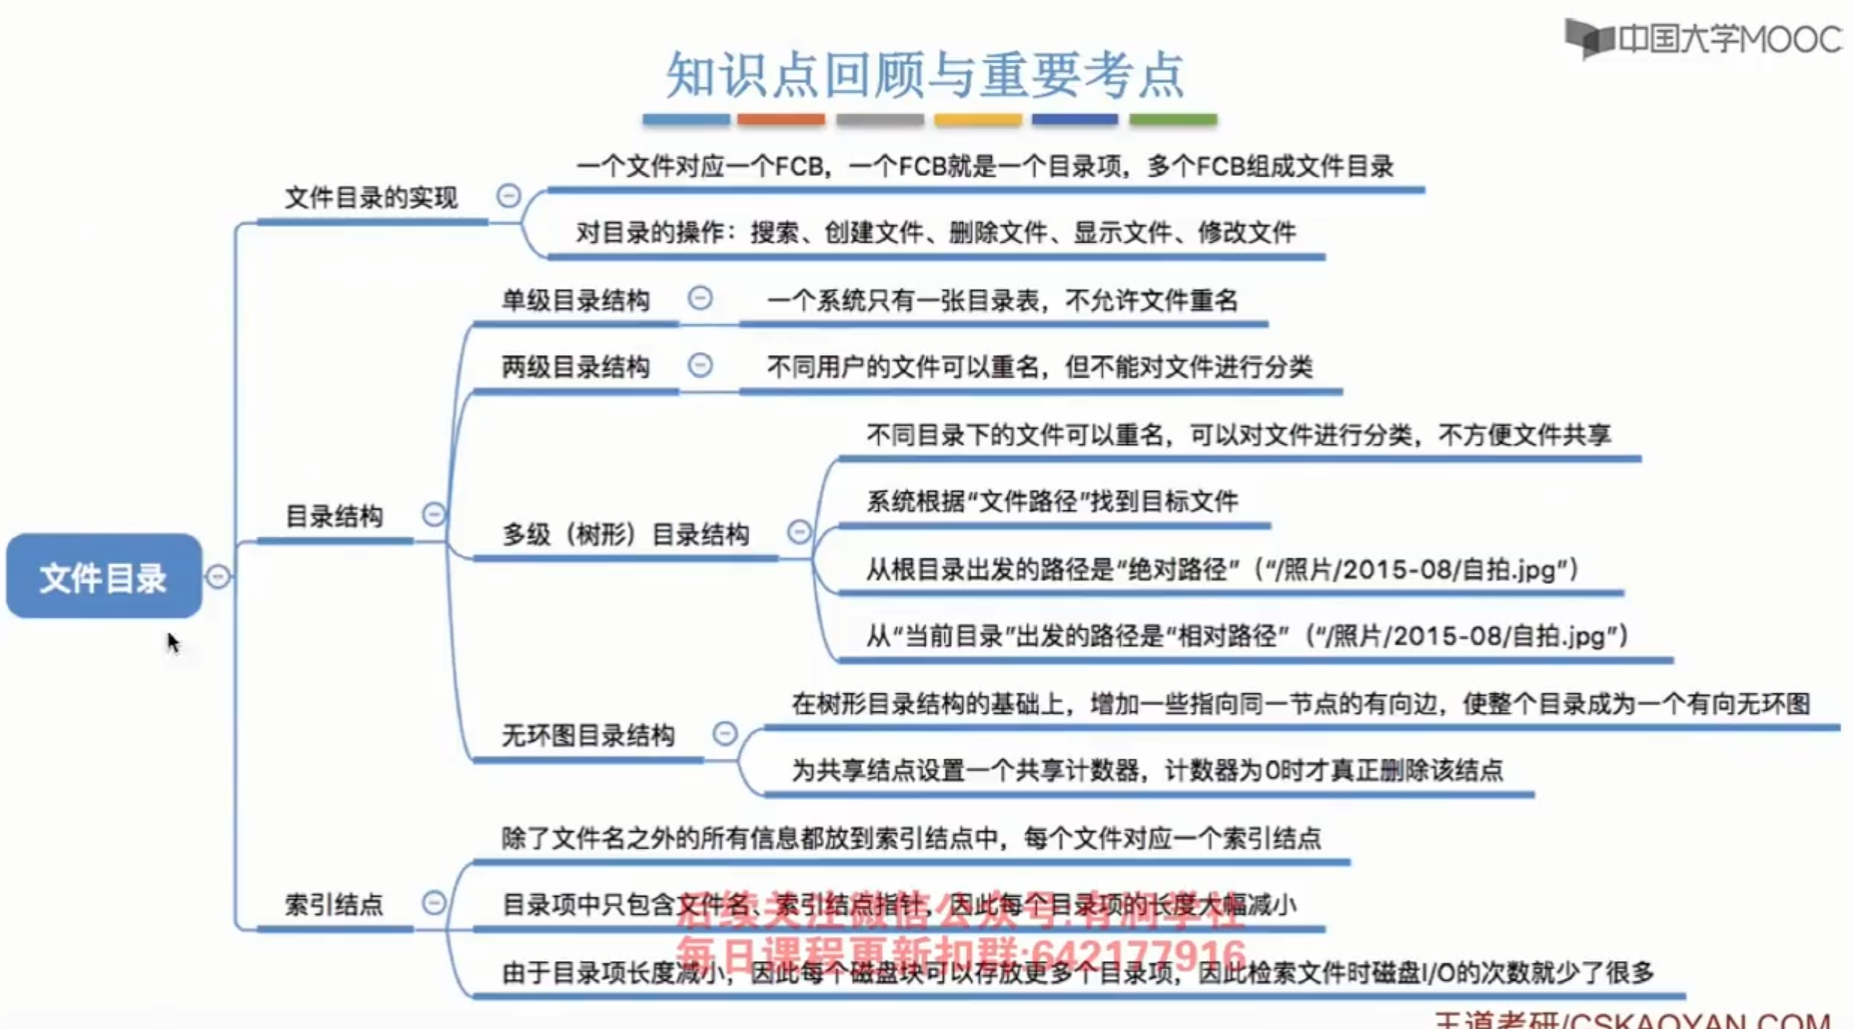 中国大学MOOC
知识点回顾与重要考点
一个文件对应一个FCB，一个FCB就是一个目录项，多个FCB组成文件目录
文件目录的实现
对目录的操作：搜索、创建文件、删除文件、显示文件、修改文件
单级目录结构
一个系统只有一张目录表，不允许文件重名
两级目录结构
不同用户的文件可以重名，但不能对文件进行分类
不同目录下的文件可以重名，可以对文件进行分类，不方便文件共享
系统根据“文件路径”找到目标文件
目录结构
多级（树形）目录结构
从根目录出发的路径是“绝对路径”（“/照片/2015-08/自拍.jpg”）
文件目录
从“当前目录”出发的路径是“相对路径”（“/照片/2015-08/自拍.jpg”）
在树形目录结构的基础上，增加一些指向同一节点的有向边，使整个目录成为一个有向无环图
无环图目录结构
为共享结点设置一个共享计数器，计数器为0时才真正删除该结点
除了文件名之外的所有信息都放到索引结点中，每个文件对应一个索引结点
索引结点
目录项中只包含文件名、索引结点指针，因此每个目录项的长度大幅减小
后续关注微信公众号:有润学社
每日课程更新扣群:642177916
由于目录项长度减小，因此每个磁盘块可以存放更多个目录项，因此检索文件时磁盘I/O的次数就少了很多
王道考研/CSKAOYAN.COM